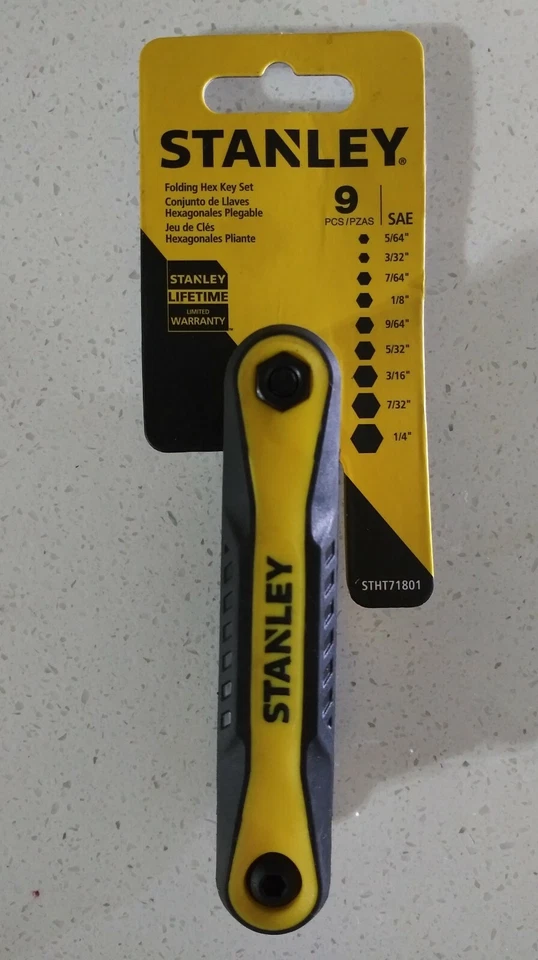 STANLEY®
Folding Hex Key Set
Conjunto de Llaves
Hexagonales Plegable
Jeu de Clés
Hexagonales Pliante
9
PCS/PZAS
SAE
5/64"
3/32"
7/64"
1/8"
9/64"
5/32"
3/16"
7/32"
1/4"
STANLEY
LIFETIME
LIMITED
WARRANTY™
STHT71801
STANLEY